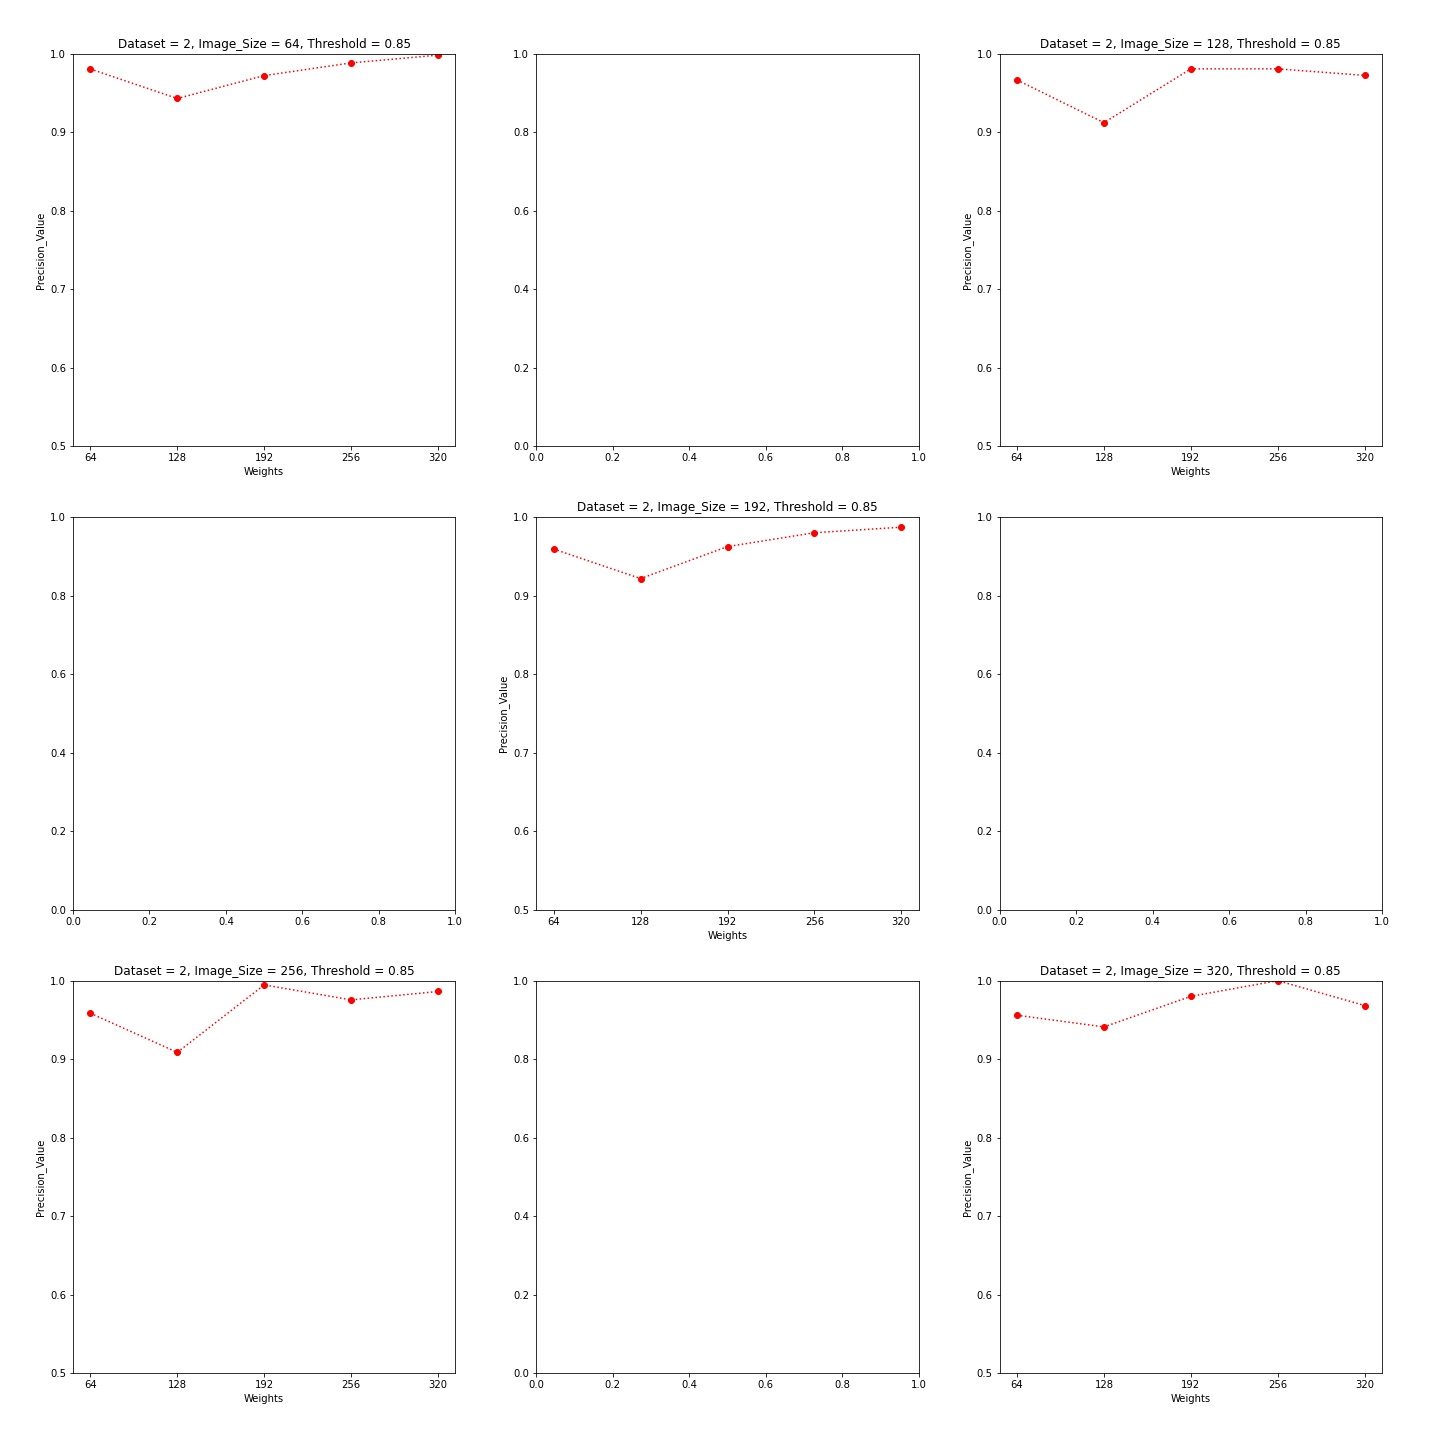 Dataset = 2, Image_Size = 64, Threshold = 0.85
1.0
0.9
0.8
0.7
0.6
0.5
Precision_Value
64 128 192 256 320
Weights
1.0
0.8
0.6
0.4
0.2
0.0
0.0 0.2 0.4 0.6 0.8 1.0
Dataset = 2, Image_Size = 128, Threshold = 0.85
1.0
0.9
0.8
0.7
0.6
0.5
Precision_Value
64 128 192 256 320
Weights
1.0
0.8
0.6
0.4
0.2
0.0
0.0 0.2 0.4 0.6 0.8 1.0
Dataset = 2, Image_Size = 192, Threshold = 0.85
1.0
0.9
0.8
0.7
0.6
0.5
Precision_Value
64 128 192 256 320
Weights
1.0
0.8
0.6
0.4
0.2
0.0
0.0 0.2 0.4 0.6 0.8 1.0
Dataset = 2, Image_Size = 256, Threshold = 0.85
1.0
0.9
0.8
0.7
0.6
0.5
Precision_Value
64 128 192 256 320
Weights
1.0
0.8
0.6
0.4
0.2
0.0
0.0 0.2 0.4 0.6 0.8 1.0
Dataset = 2, Image_Size = 320, Threshold = 0.85
1.0
0.9
0.8
0.7
0.6
0.5
Precision_Value
64 128 192 256 320
Weights